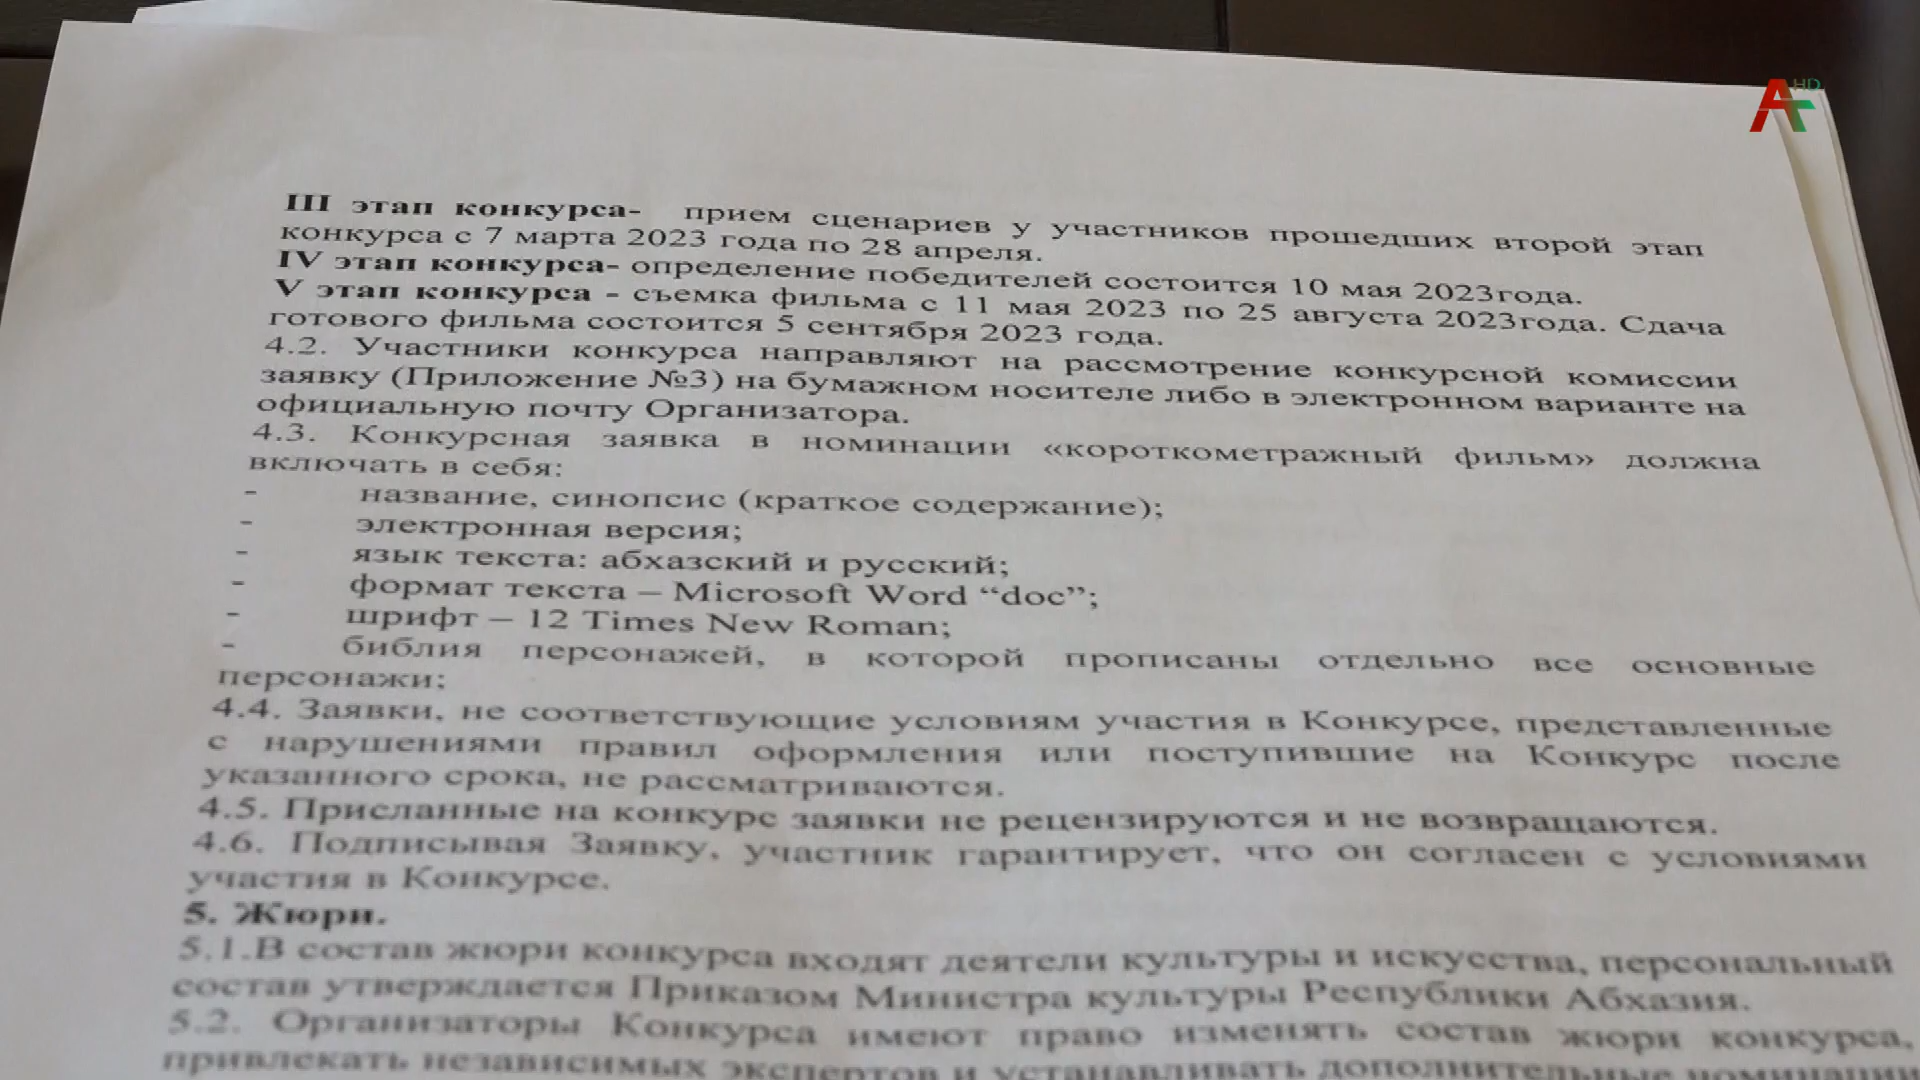 АТ HD
III этап конкурса- прием сценариев у участников прошедших второй этап
конкурса с 7 марта 2023 года по 28 апреля.
IV этап конкурса- определение победителей состоится 10 мая 2023года.
V этап конкурса - съемка фильма с 11 мая 2023 по 25 августа 2023года. Сдача
готового фильма состоится 5 сентября 2023 года.
4.2. Участники конкурса направляют на рассмотрение конкурсной комиссии
заявку (Приложение №3) на бумажном носителе либо в электронном варианте на
официальную почту Организатора.
4.3. Конкурсная заявка в номинации «короткометражный фильм» должна
включать в себя:
- название, синопсис (краткое содержание);
- электронная версия;
- язык текста: абхазский и русский;
- формат текста – Microsoft Word “doc”;
- шрифт – 12 Times New Roman;
- библия персонажей, в которой прописаны отдельно все основные
персонажи;
4.4. Заявки, не соответствующие условиям участия в Конкурсе, представленные
с нарушениями правил оформления или поступившие на Конкурс после
указанного срока, не рассматриваются.
4.5. Присланные на конкурс заявки не рецензируются и не возвращаются.
4.6. Подписывая Заявку, участник гарантирует, что он согласен с условиями
участия в Конкурсе.
5. Жюри.
5.1.В состав жюри конкурса входят деятели культуры и искусства, персональный
состав утверждается Приказом Министра культуры Республики Абхазия.
5.2. Организаторы Конкурса имеют право изменять состав жюри конкурса,
привлекать независимых экспертов и устанавливать дополнительные номинации